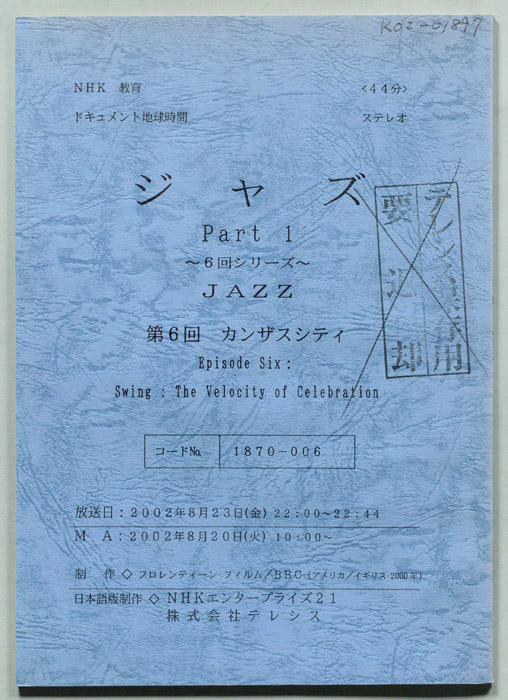 KO2-01897
NHK 教育 <44分>
ドキュメント地球時間 ステレオ
ジャズ
Part 1
～6回シリーズ～
JAZZ
第6回 カンザスシティ
Episode Six:
Swing : The Velocity of Celebration
コードNo. 1870-006
放送日：2002年8月23日(金) 22:00～22:44
M A：2002年8月20日(火) 10:00～
制 作 ◇ フロレンティーン フィルム／BBC (アメリカ／イギリス 2000年)
日本語版制作 ◇ NHKエンタープライズ21
株式会社テレシス
要返却